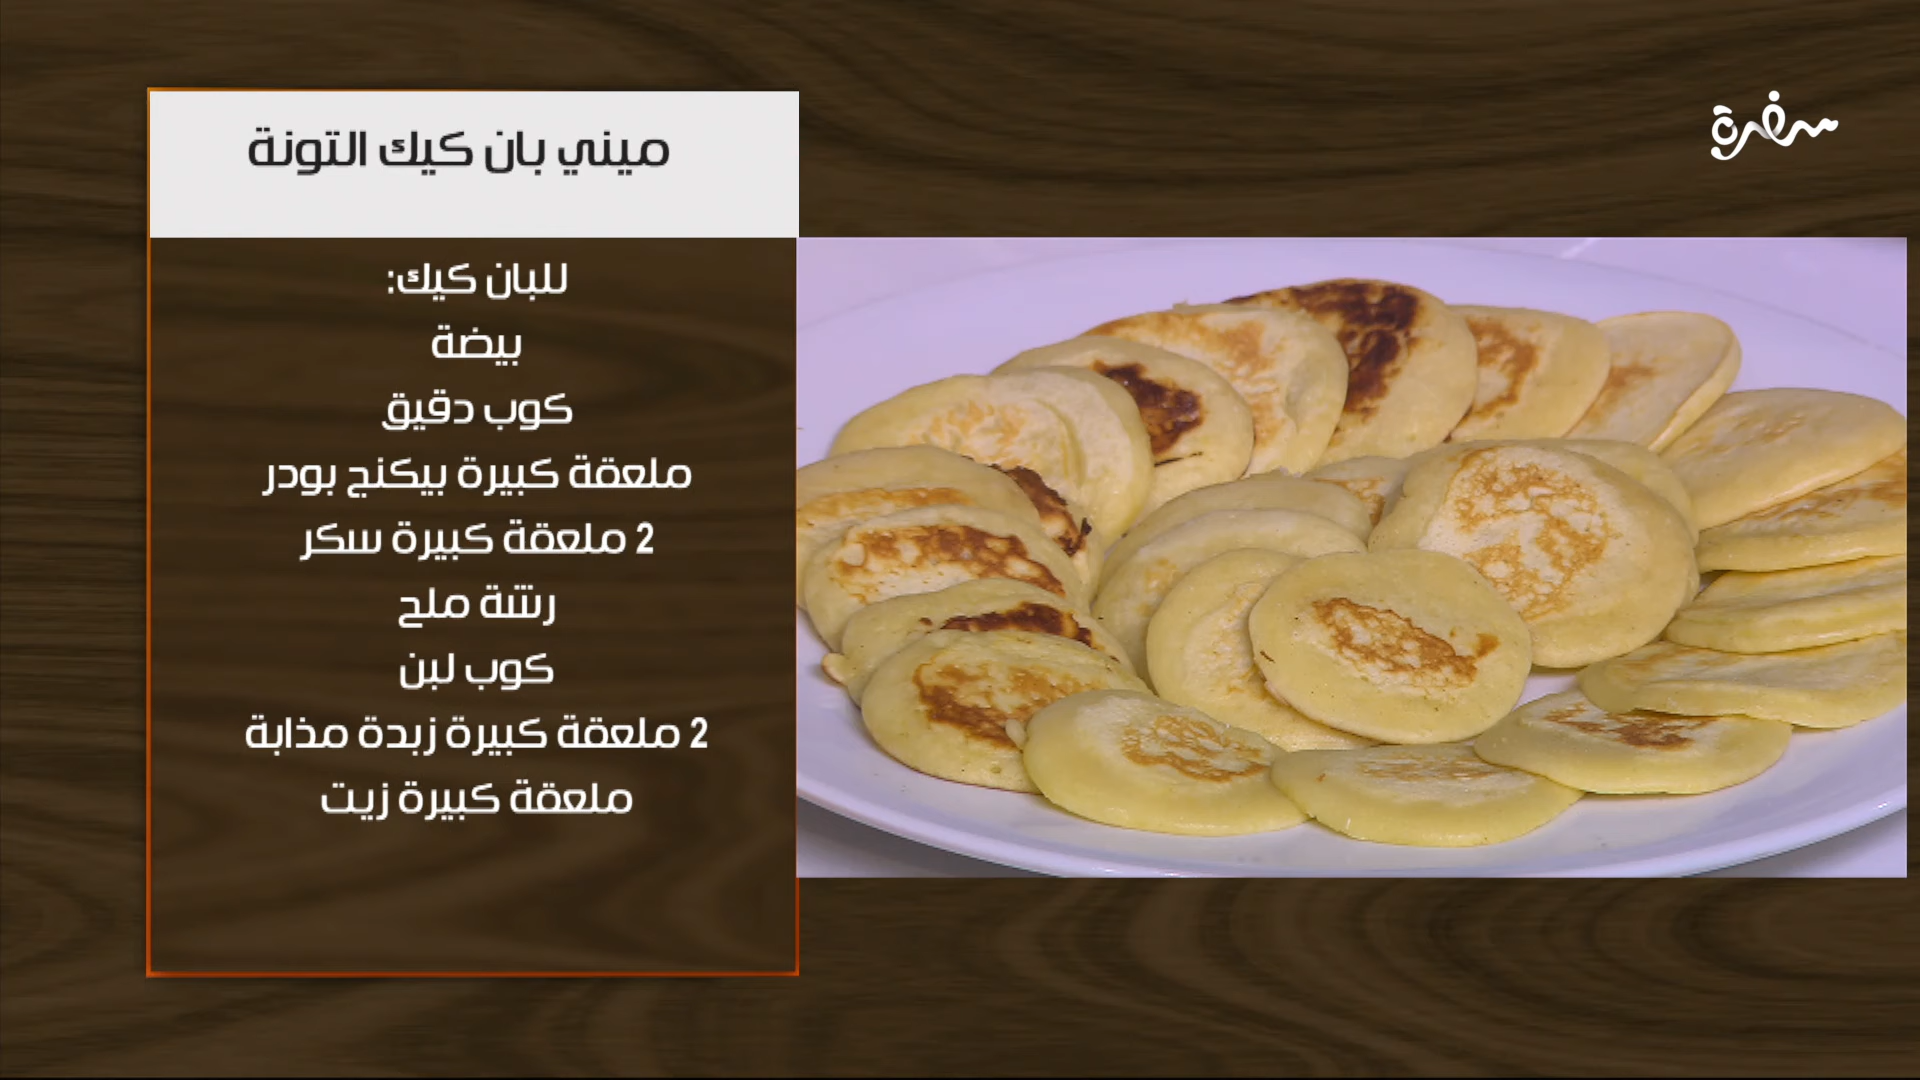 ميني بان كيك التونة
سفرة
للبان كيك:
بيضة
كوب دقيق
ملعقة كبيرة بيكنج بودر
2 ملعقة كبيرة سكر
رشة ملح
كوب لبن
2 ملعقة كبيرة زبدة مذابة
ملعقة كبيرة زيت